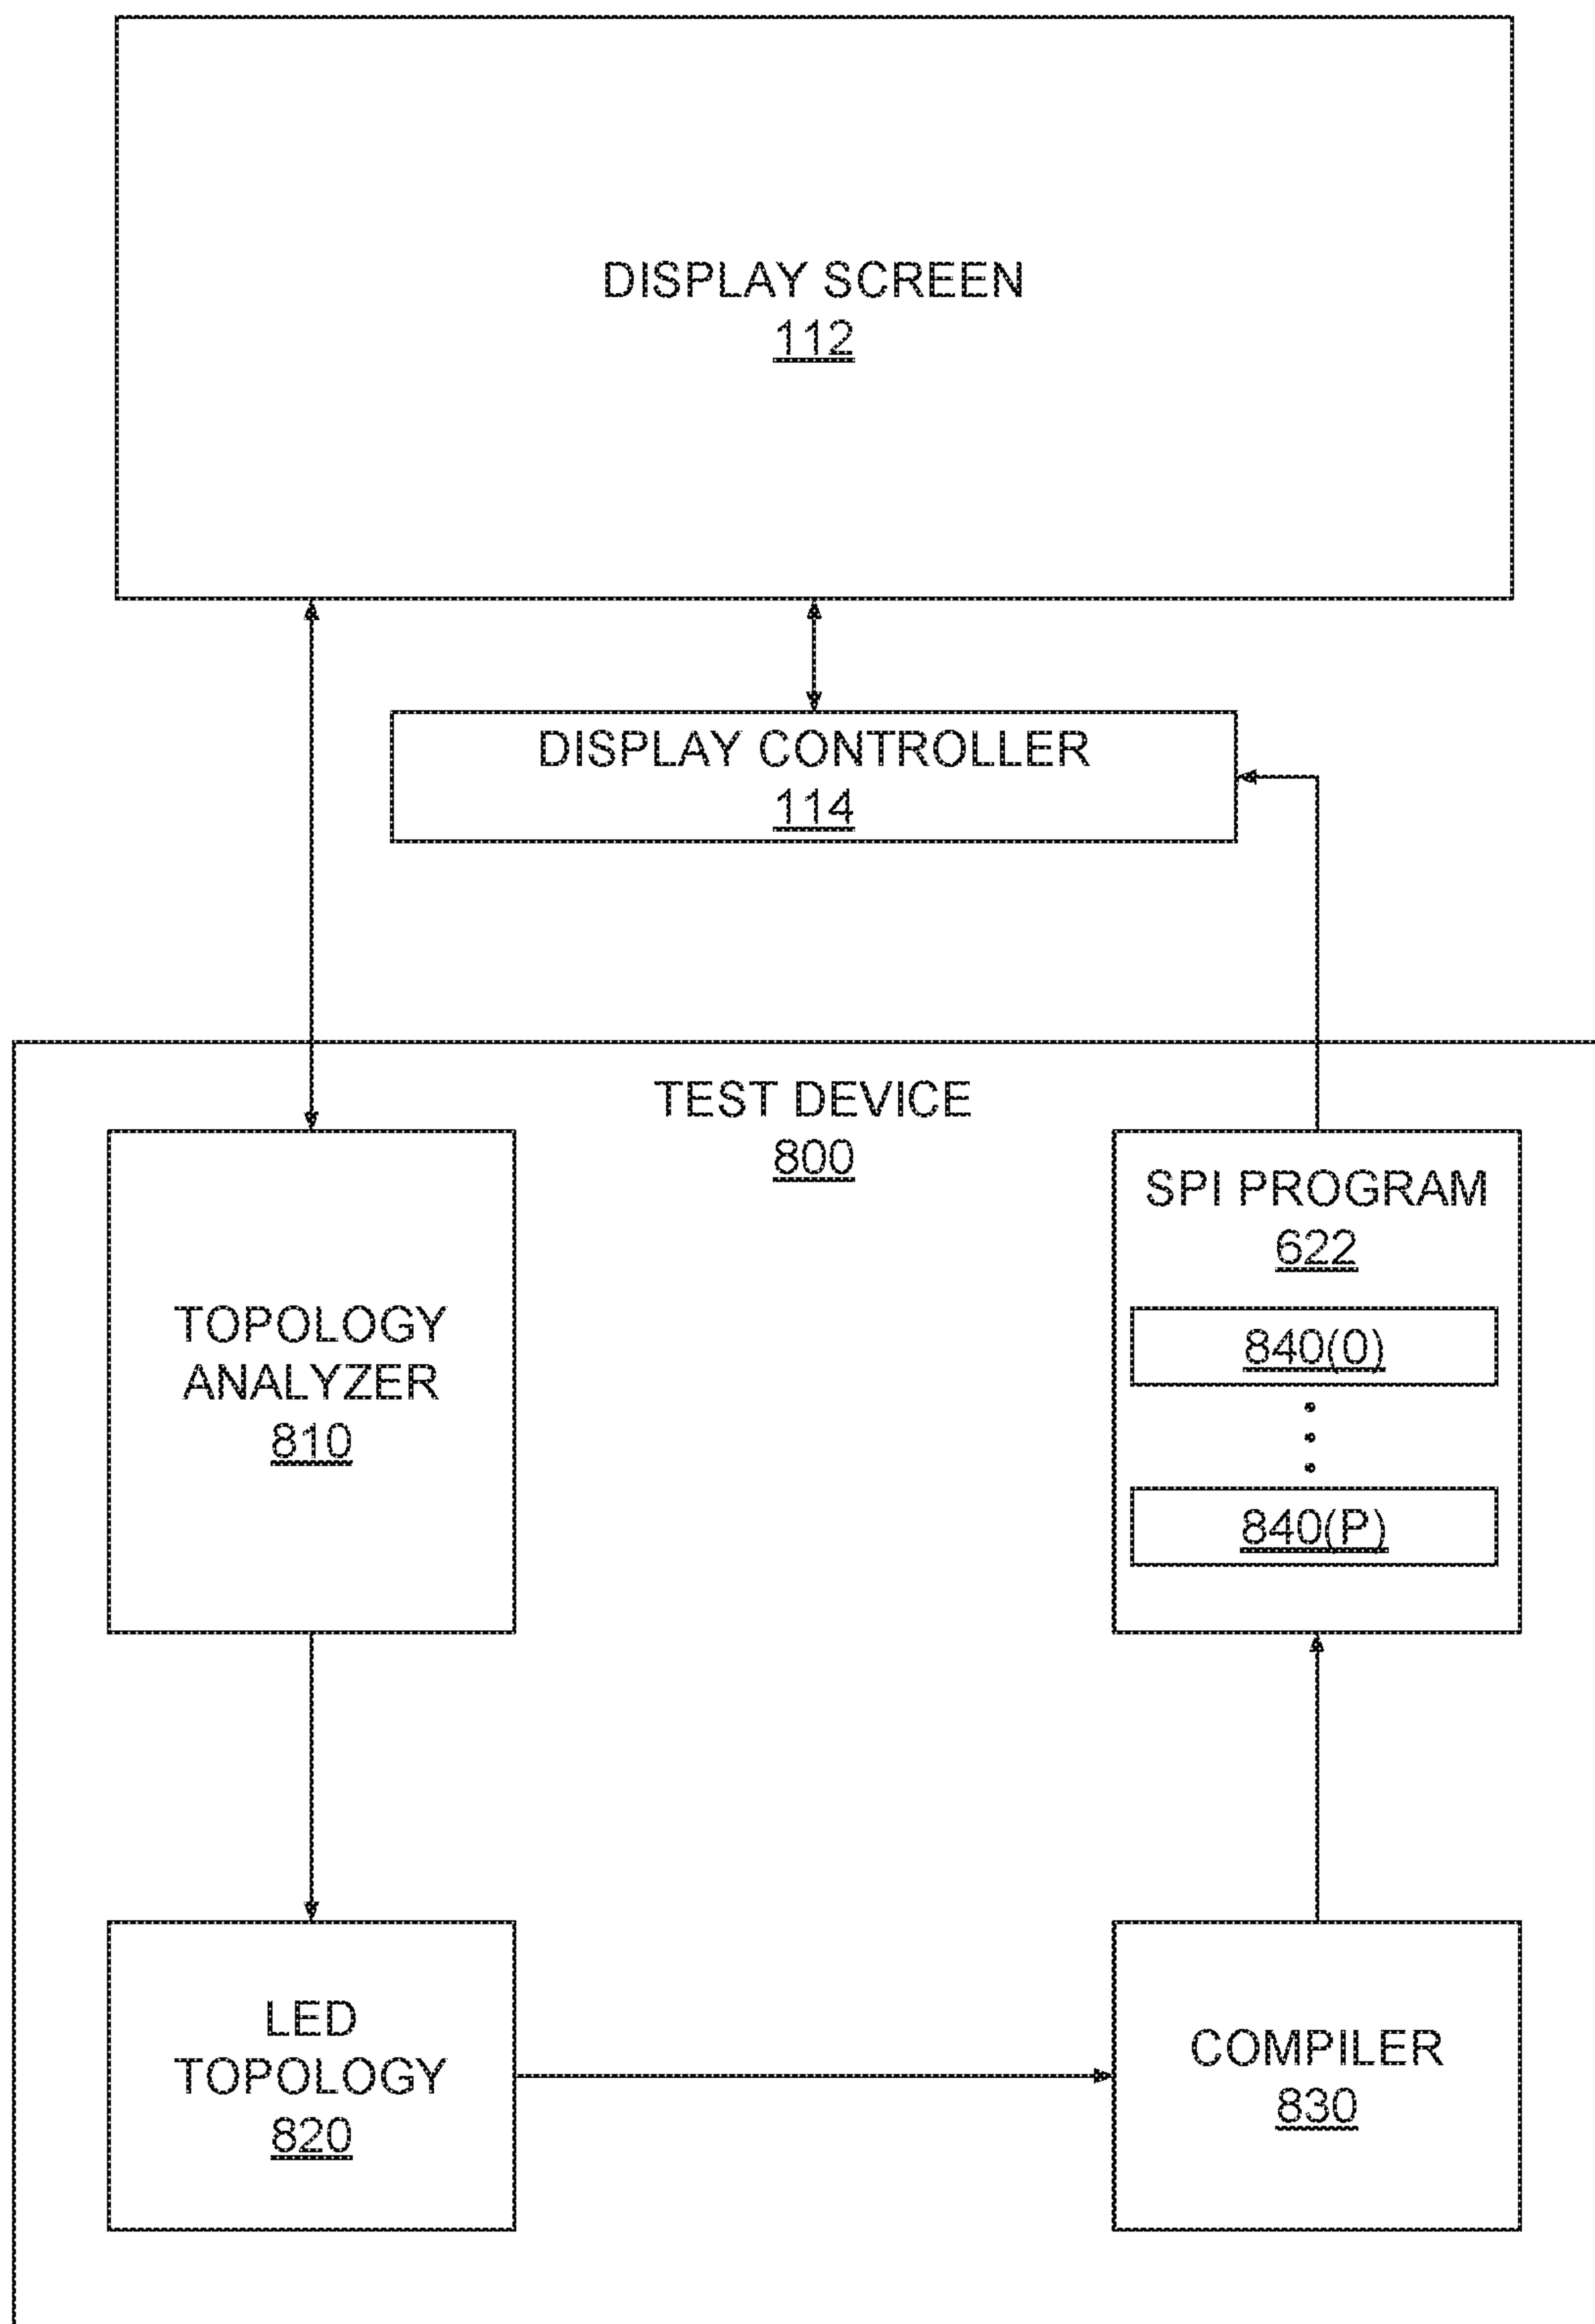 DISPLAY SCREEN
112
DISPLAY CONTROLLER
114
TEST DEVICE
800
TOPOLOGY
ANALYZER
810
SPI PROGRAM
622
840(0)
840(P)
LED
TOPOLOGY
820
COMPILER
830